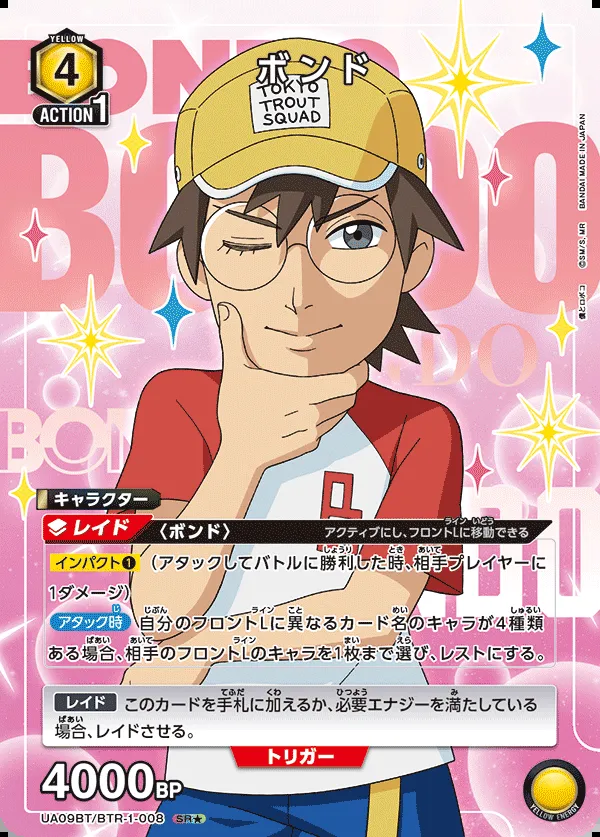 YELLOW
4
ACTION 1
BONDO
BONDO
ボンド
TOKYO
TROUT
SQUAD
BANDAI MADE IN JAPAN
©SM/S, MR
僕とロボコ
キャラクター
レイド 〈ボンド〉 アクティブにし、フロントLに移動できる
インパクト❶ (アタックしてバトルに勝利した時、相手プレイヤーに
1ダメージ)
アタック時 自分のフロントLに異なるカード名のキャラが4種類
ある場合、相手のフロントLのキャラを1枚まで選び、レストにする。
レイド このカードを手札に加えるか、必要エナジーを満たしている
場合、レイドさせる。
トリガー
4000BP
UA09BT/BTR-1-008 SR★
YELLOW ENERGY